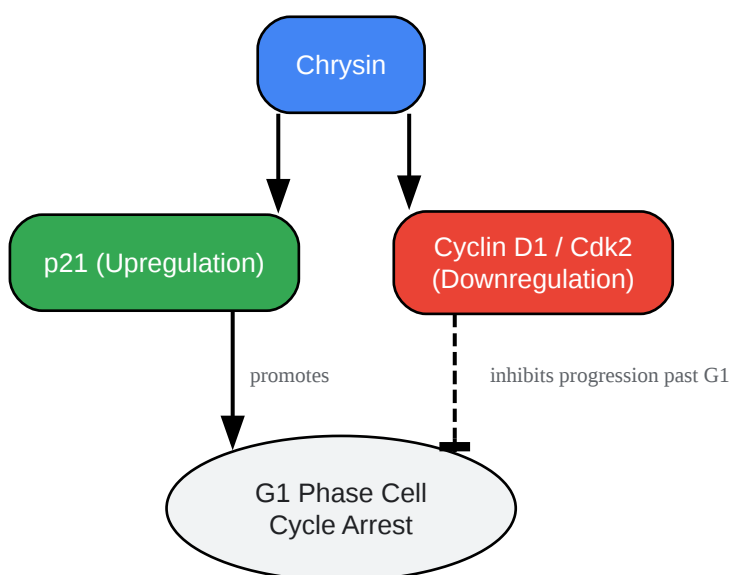 Chrysin
p21 (Upregulation)
Cyclin D1 / Cdk2
(Downregulation)
promotes
inhibits progression past G1
G1 Phase Cell
Cycle Arrest